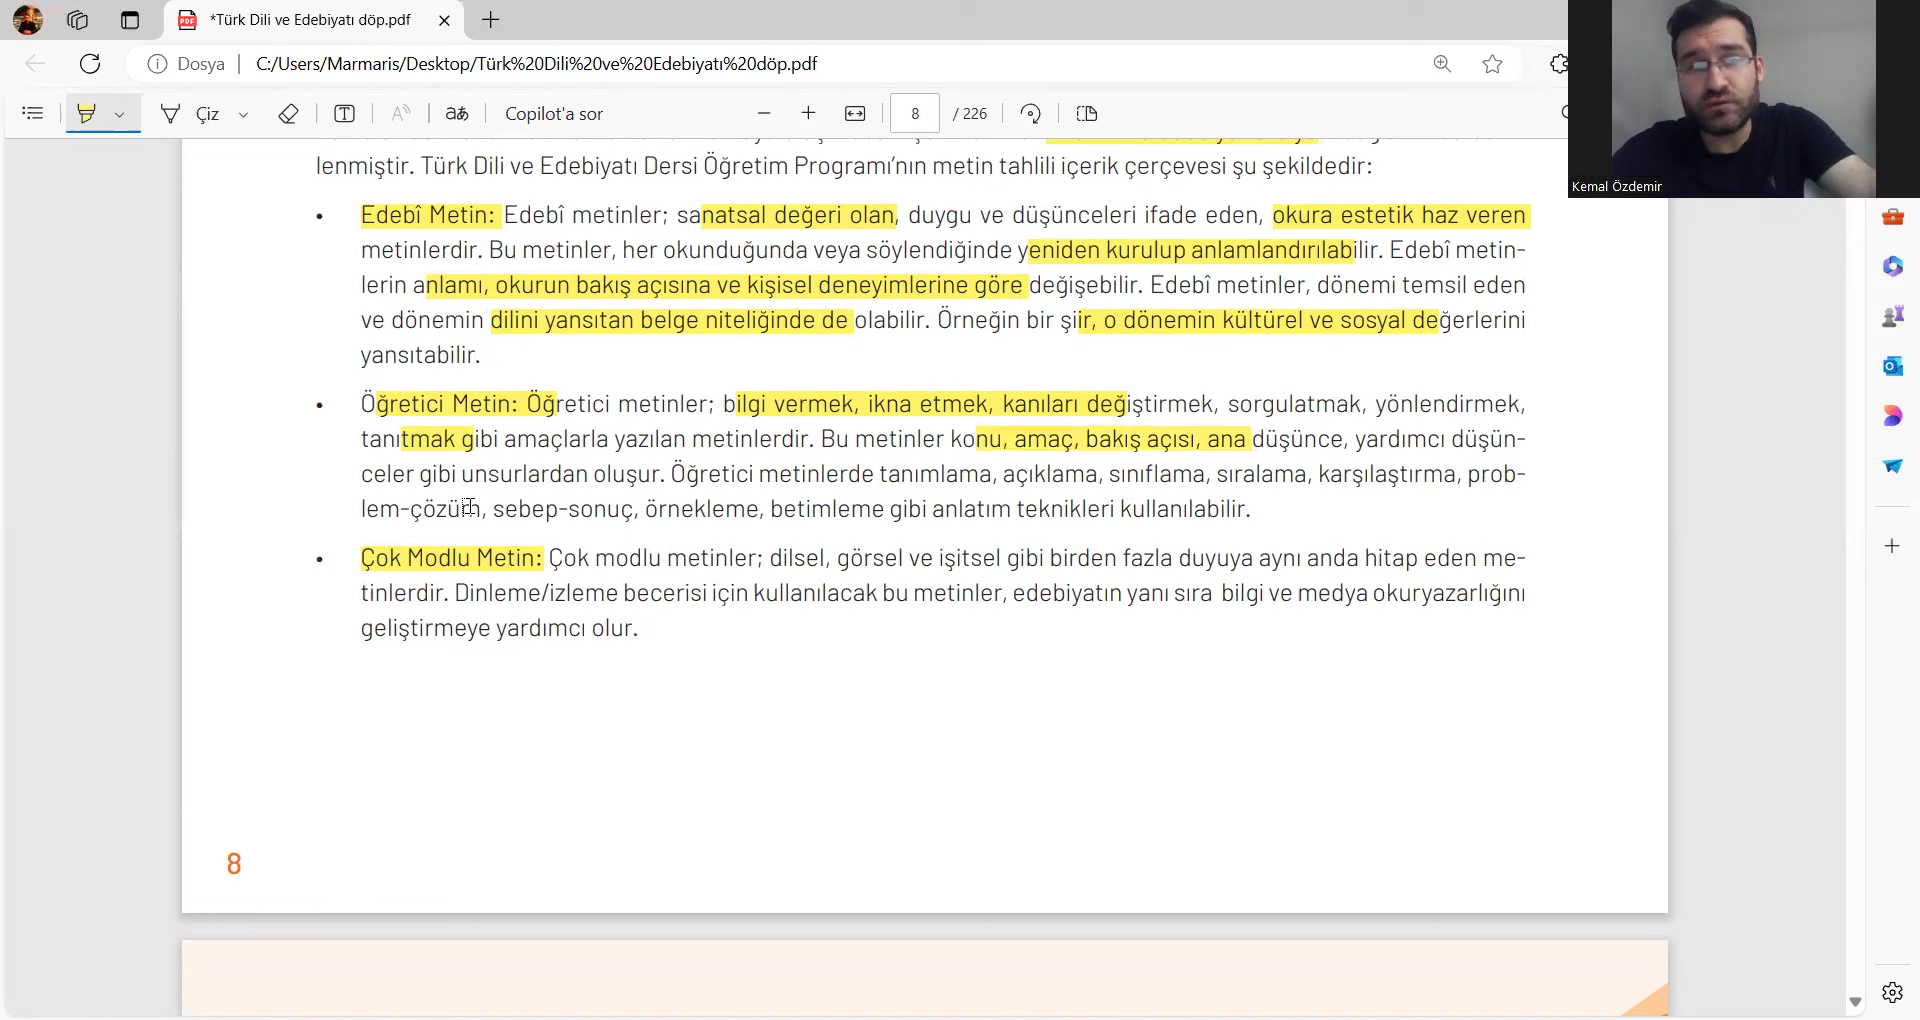 *Türk Dili ve Edebiyatı döp.pdf
Dosya
C:/Users/Marmaris/Desktop/Türk%20Dili%20ve%20Edebiyatı%20döp.pdf
Çiz
Copilot'a sor
8
/ 226
Kemal Özdemir
lenmiştir. Türk Dili ve Edebiyatı Dersi Öğretim Programı’nın metin tahlili içerik çerçevesi şu şekildedir:
• Edebî Metin: Edebî metinler; sanatsal değeri olan, duygu ve düşünceleri ifade eden, okura estetik haz veren
metinlerdir. Bu metinler, her okunduğunda veya söylendiğinde yeniden kurulup anlamlandırılabilir. Edebî metin-
lerin anlamı, okurun bakış açısına ve kişisel deneyimlerine göre değişebilir. Edebî metinler, dönemi temsil eden
ve dönemin dilini yansıtan belge niteliğinde de olabilir. Örneğin bir şiir, o dönemin kültürel ve sosyal değerlerini
yansıtabilir.
• Öğretici Metin: Öğretici metinler; bilgi vermek, ikna etmek, kanıları değiştirmek, sorgulatmak, yönlendirmek,
tanıtmak gibi amaçlarla yazılan metinlerdir. Bu metinler konu, amaç, bakış açısı, ana düşünce, yardımcı düşün-
celer gibi unsurlardan oluşur. Öğretici metinlerde tanımlama, açıklama, sınıflama, sıralama, karşılaştırma, prob-
lem-çözüm, sebep-sonuç, örnekleme, betimleme gibi anlatım teknikleri kullanılabilir.
• Çok Modlu Metin: Çok modlu metinler; dilsel, görsel ve işitsel gibi birden fazla duyuya aynı anda hitap eden me-
tinlerdir. Dinleme/izleme becerisi için kullanılacak bu metinler, edebiyatın yanı sıra bilgi ve medya okuryazarlığını
geliştirmeye yardımcı olur.
8